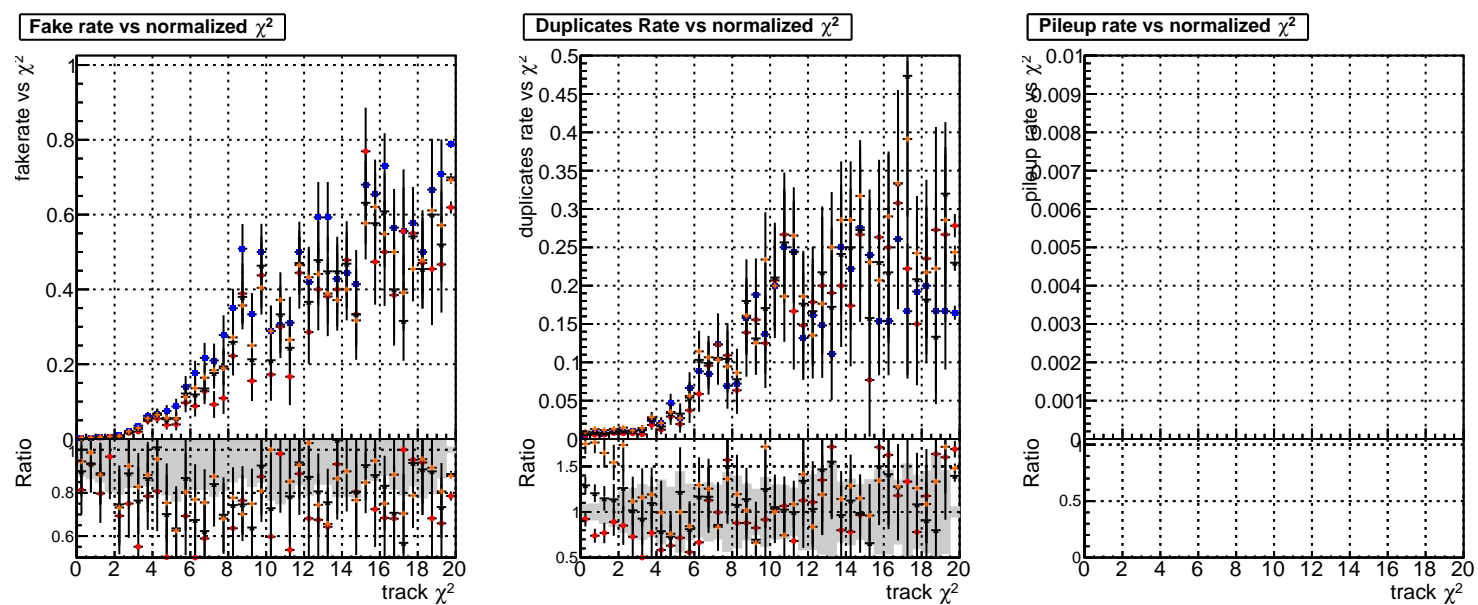 Fake rate vs normalized χ²
fakerate vs χ²
1
0.8
0.6
0.4
0.2
0
Ratio
1
0.8
0.6
0 2 4 6 8 10 12 14 16 18 20
track χ²
Duplicates Rate vs normalized χ²
duplicates rate vs χ²
0.5
0.45
0.4
0.35
0.3
0.25
0.2
0.15
0.1
0.05
0
Ratio
1.5
1
0.5
0 2 4 6 8 10 12 14 16 18 20
track χ²
Pileup rate vs normalized χ²
pileup rate vs χ²
0.01
0.009
0.008
0.007
0.006
0.005
0.004
0.003
0.002
0.001
0
Ratio
1
0.5
0
0 2 4 6 8 10 12 14 16 18 20
track χ²